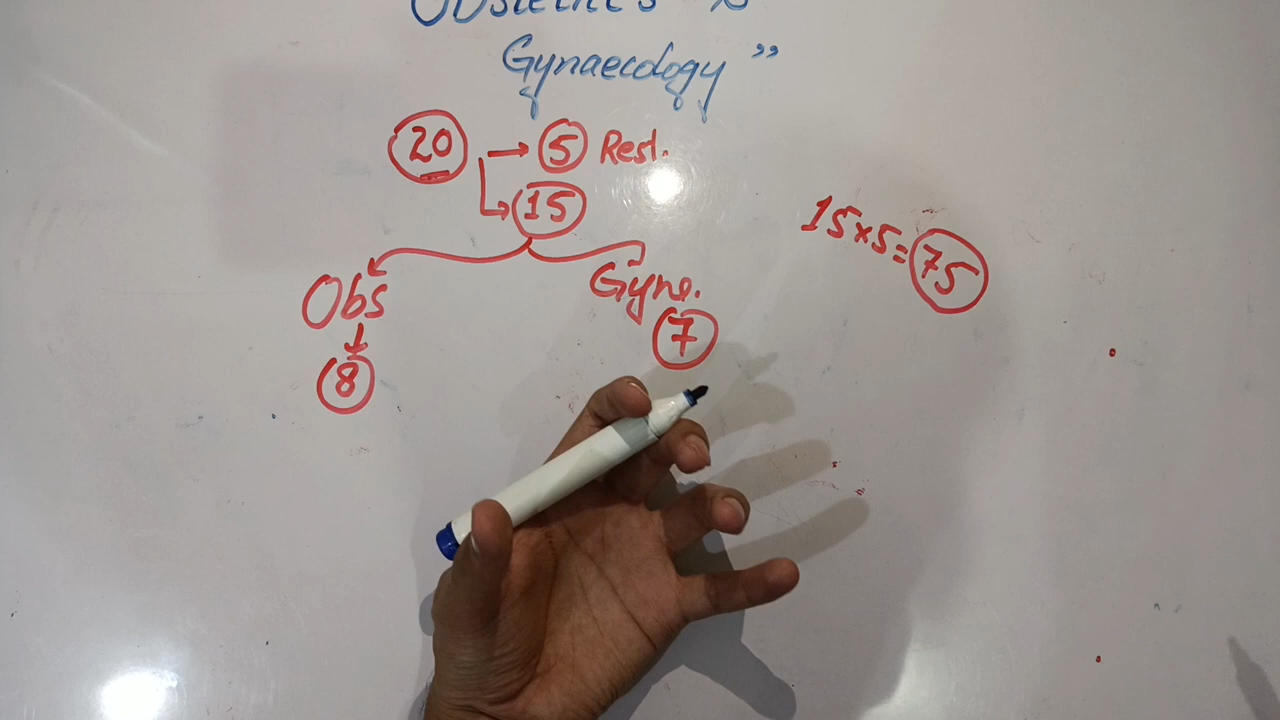 Gynaecology"
20 → 5 Rest.
15
Obs Gyne.
8 7
15×5=75